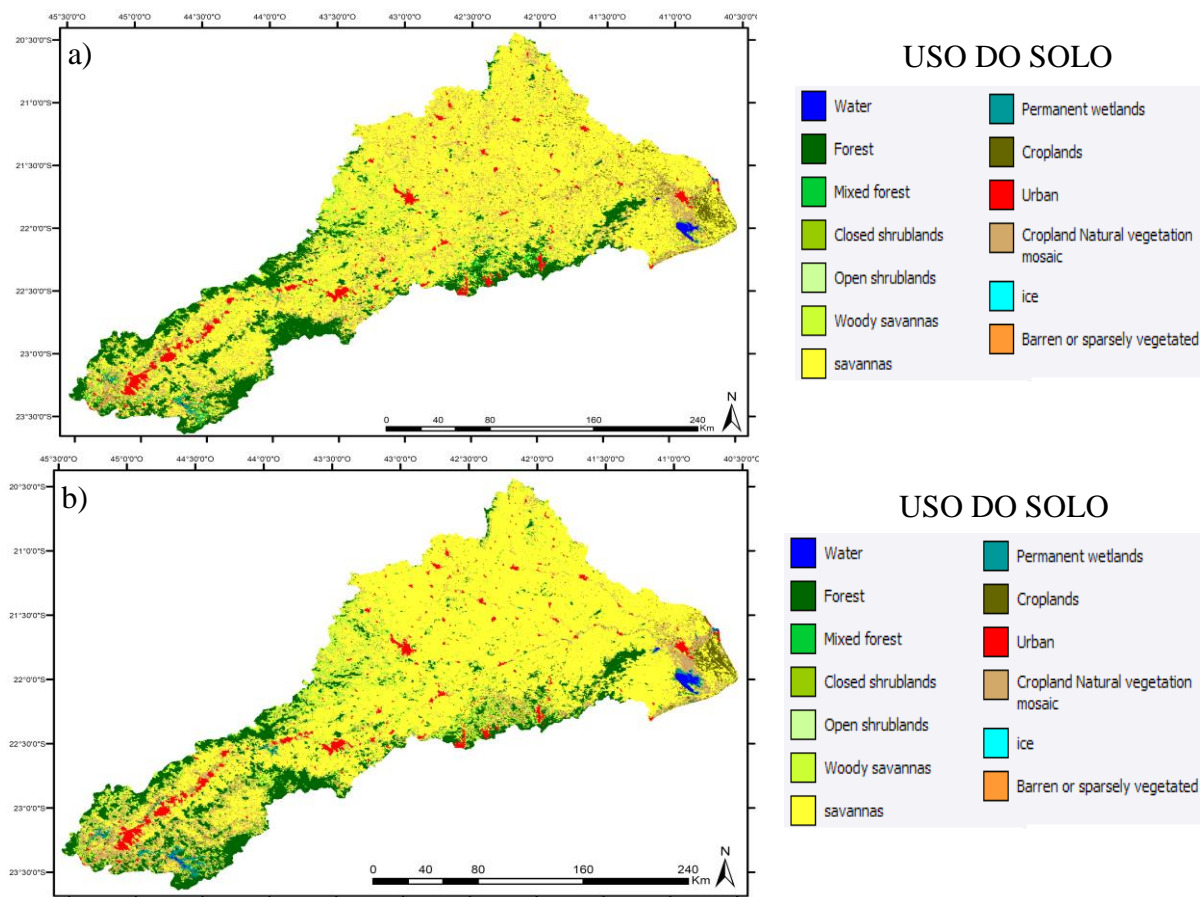 45°30'0"O 45°0'0"O 44°30'0"O 44°0'0"O 43°30'0"O 43°0'0"O 42°30'0"O 42°0'0"O 41°30'0"O 41°0'0"O 40°30'0"O
a)
20°30'0"S
21°0'0"S
21°30'0"S
22°0'0"S
22°30'0"S
23°0'0"S
23°30'0"S
N
0 40 80 160 240
Km
USO DO SOLO
Water
Forest
Mixed forest
Closed shrublands
Open shrublands
Woody savannas
savannas
Permanent wetlands
Croplands
Urban
Cropland Natural vegetation
mosaic
ice
Barren or sparsely vegetated
45°30'0"O 45°0'0"O 44°30'0"O 44°0'0"O 43°30'0"O 43°0'0"O 42°30'0"O 42°0'0"O 41°30'0"O 41°0'0"O 40°30'0"O
b)
20°30'0"S
21°0'0"S
21°30'0"S
22°0'0"S
22°30'0"S
23°0'0"S
23°30'0"S
N
0 40 80 160 240
Km
USO DO SOLO
Water
Forest
Mixed forest
Closed shrublands
Open shrublands
Woody savannas
savannas
Permanent wetlands
Croplands
Urban
Cropland Natural vegetation
mosaic
ice
Barren or sparsely vegetated